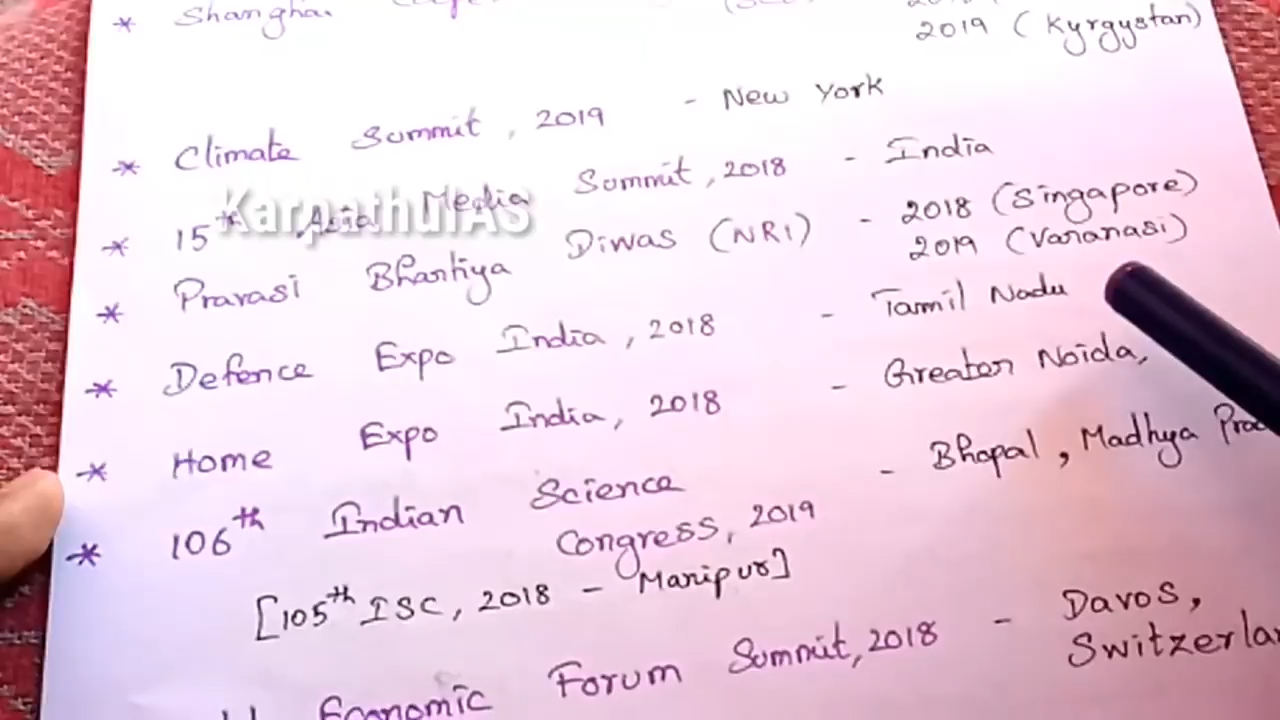 * Shanghai
2019 (Kyrgystan)
* Climate Summit, 2019 - New York
* 15th Asia Media Summit, 2018 - India
KarpathuIAS
* Pravasi Bhartiya Diwas (NRI) - 2018 (Singapore)
2019 (Varanasi)
* Defence Expo India, 2018 - Tamil Nadu
* Home Expo India, 2018 - Greater Noida,
* 106th Indian Science - Bhopal, Madhya
Congress, 2019
[105th ISC, 2018 - Manipur]
Economic Forum Summit, 2018 - Davos,